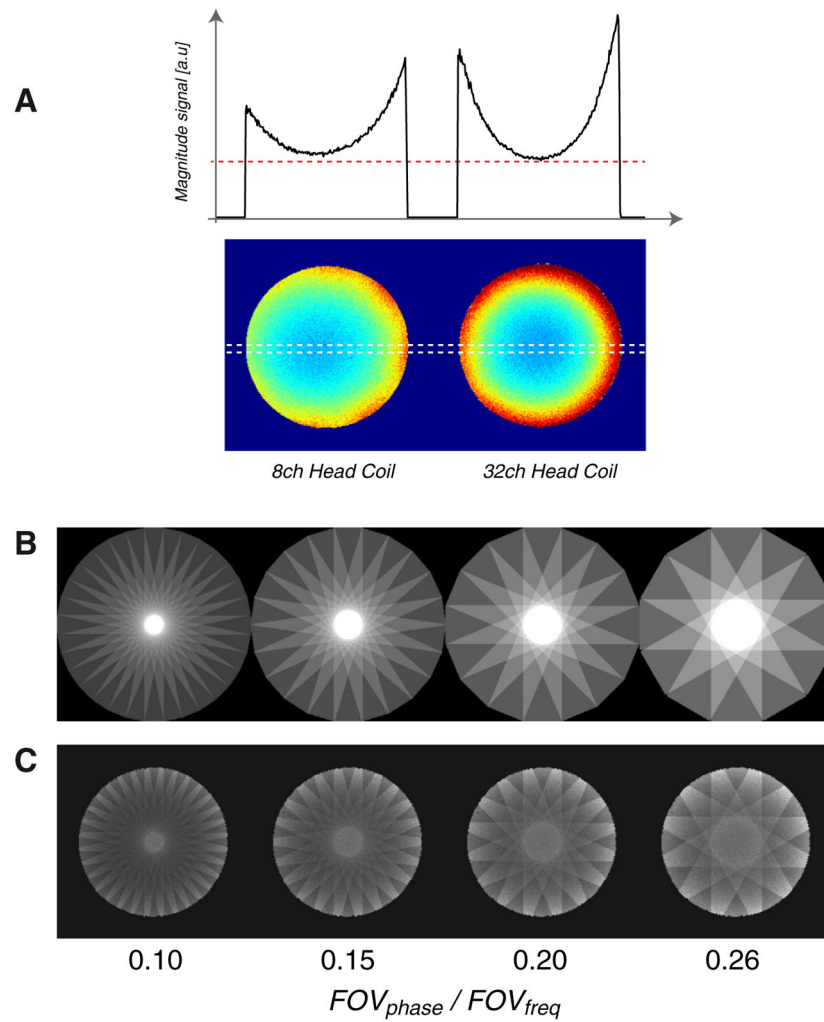 A
Magnitude signal [a.u]
8ch Head Coil
32ch Head Coil
B
C
0.10 0.15 0.20 0.26
FOVphase / FOVfreq